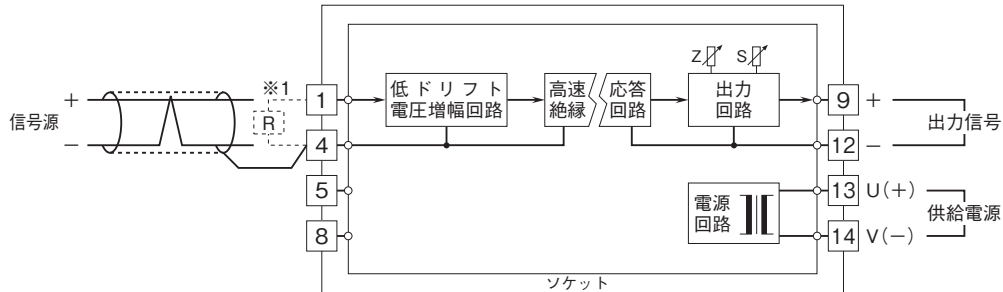 信号源
+
−
※1
R
1
4
5
8
低ドリフト
電圧増幅回路
高速
絶縁
応答
回路
Z
S
出力
回路
電源
回路
9
+
12
−
出力信号
13
U(+)
14
V(−)
供給電源
ソケット